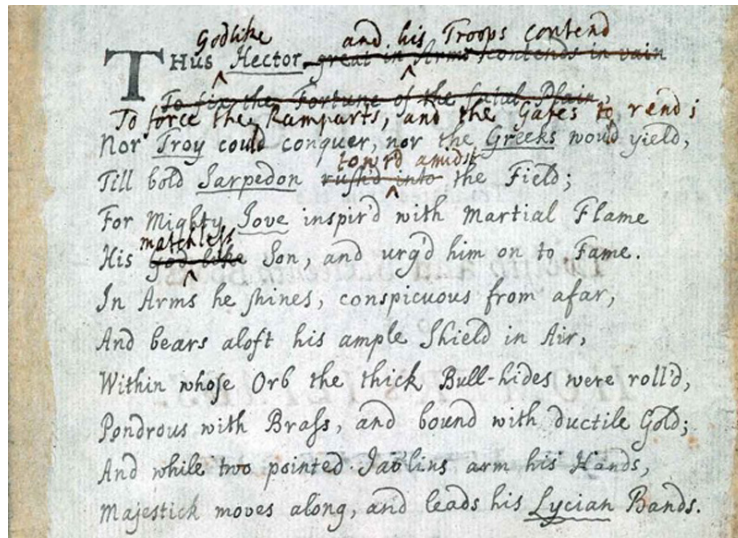 Godlike and his Troops contend
THUS Hector great in Arms contends in vain
To fix the Fortune of the fatal Plain,
To force the Ramparts, and the Gates to rend;
Nor Troy could conquer, nor the Greeks would yield,
tow'rd amidst
Till bold Sarpedon rush'd into the Field;
For Mighty Jove inspir'd with Martial Flame
matchless
His god-like Son, and urg'd him on to Fame.
In Arms he shines, conspicuous from afar,
And bears aloft his ample Shield in Air,
Within whose Orb the thick Bull-hides were roll'd,
Pondrous with Brass, and bound with ductile Gold;
And while two pointed Javlins arm his Hands,
Majestick moves along, and leads his Lycian Bands.